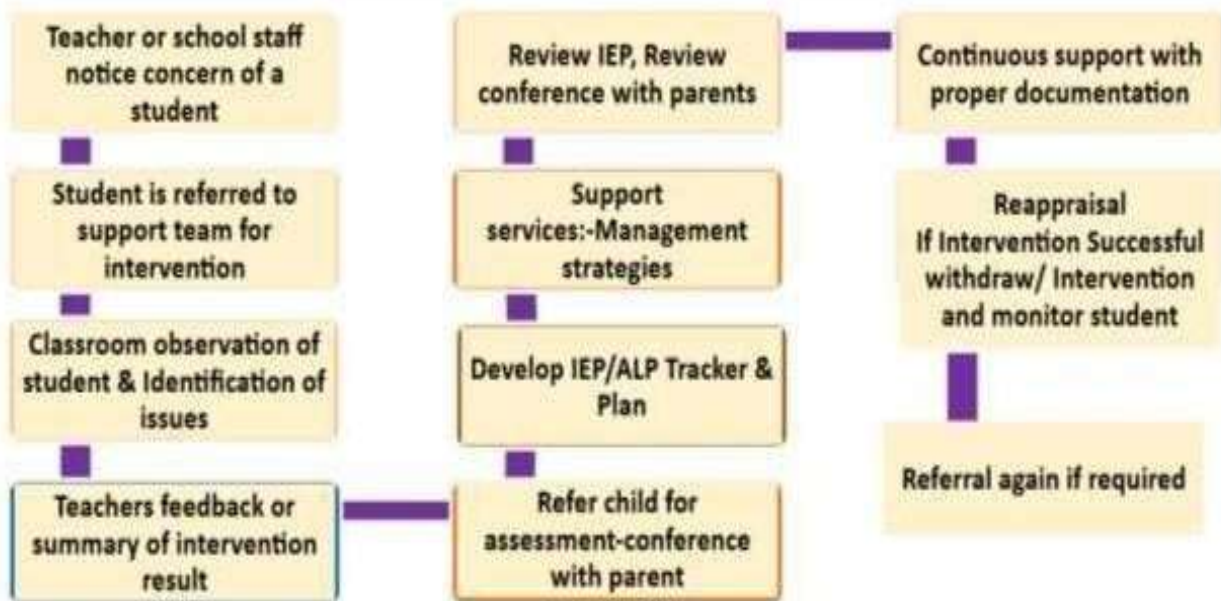 Teacher or school staff
notice concern of a
student
Student is referred to
support team for
intervention
Classroom observation of
student & Identification of
issues
Teachers feedback or
summary of intervention
result
Refer child for
assessment-conference
with parent
Develop IEP/ALP Tracker &
Plan
Support
services:-Management
strategies
Review IEP, Review
conference with parents
Continuous support with
proper documentation
Reappraisal
If Intervention Successful
withdraw/ Intervention
and monitor student
Referral again if required